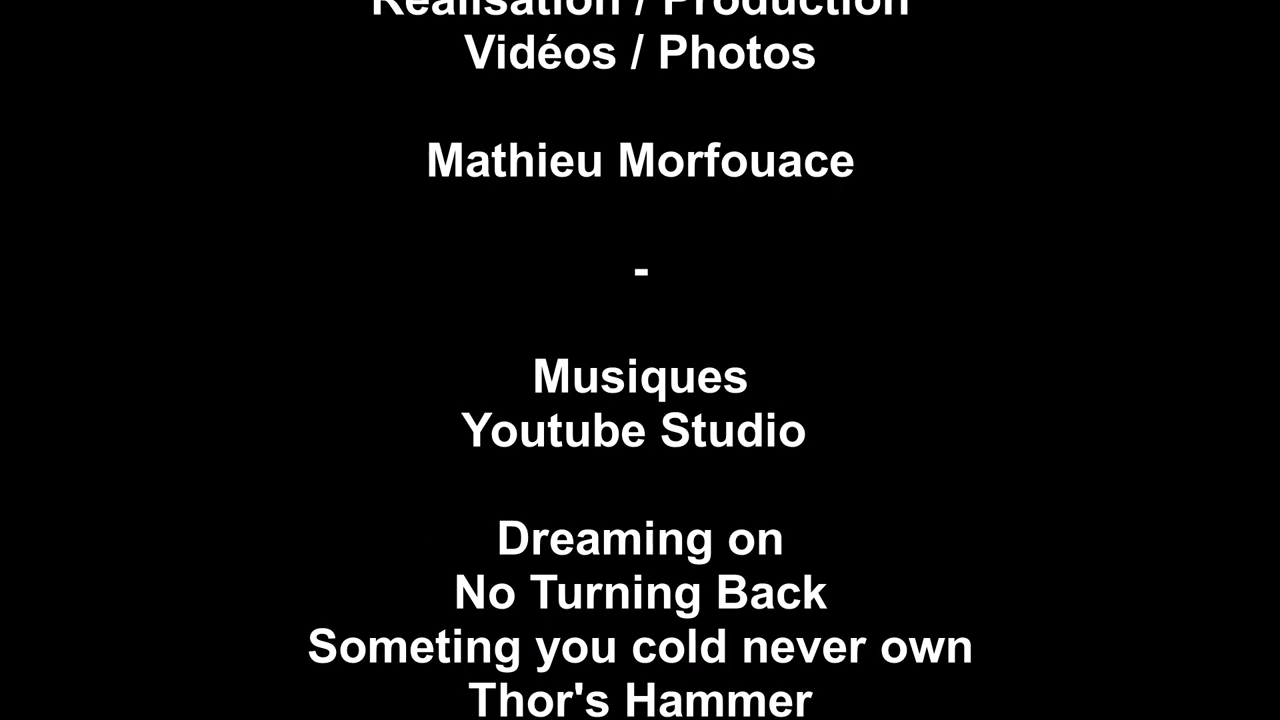 Réalisation / Production
Vidéos / Photos
Mathieu Morfouace
-
Musiques
Youtube Studio
Dreaming on
No Turning Back
Someting you cold never own
Thor's Hammer